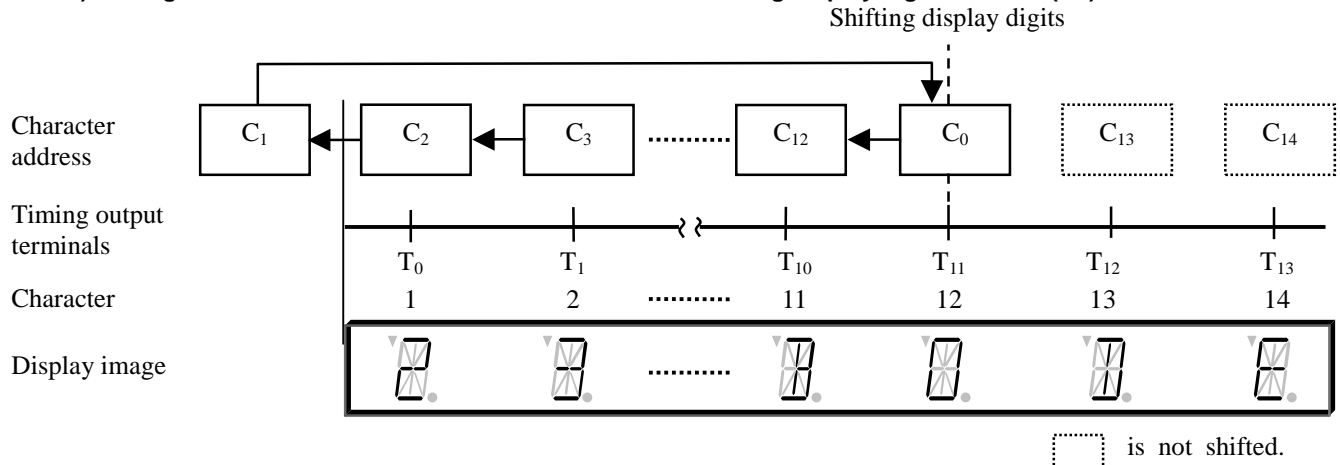 Shifting display digits
Character address C₁ C₂ C₃ C₁₂ C₀ C₁₃ C₁₄
Timing output terminals
T₀ T₁ T₁₀ T₁₁ T₁₂ T₁₃
Character 1 2 ......... 11 12 13 14
Display image
is not shifted.